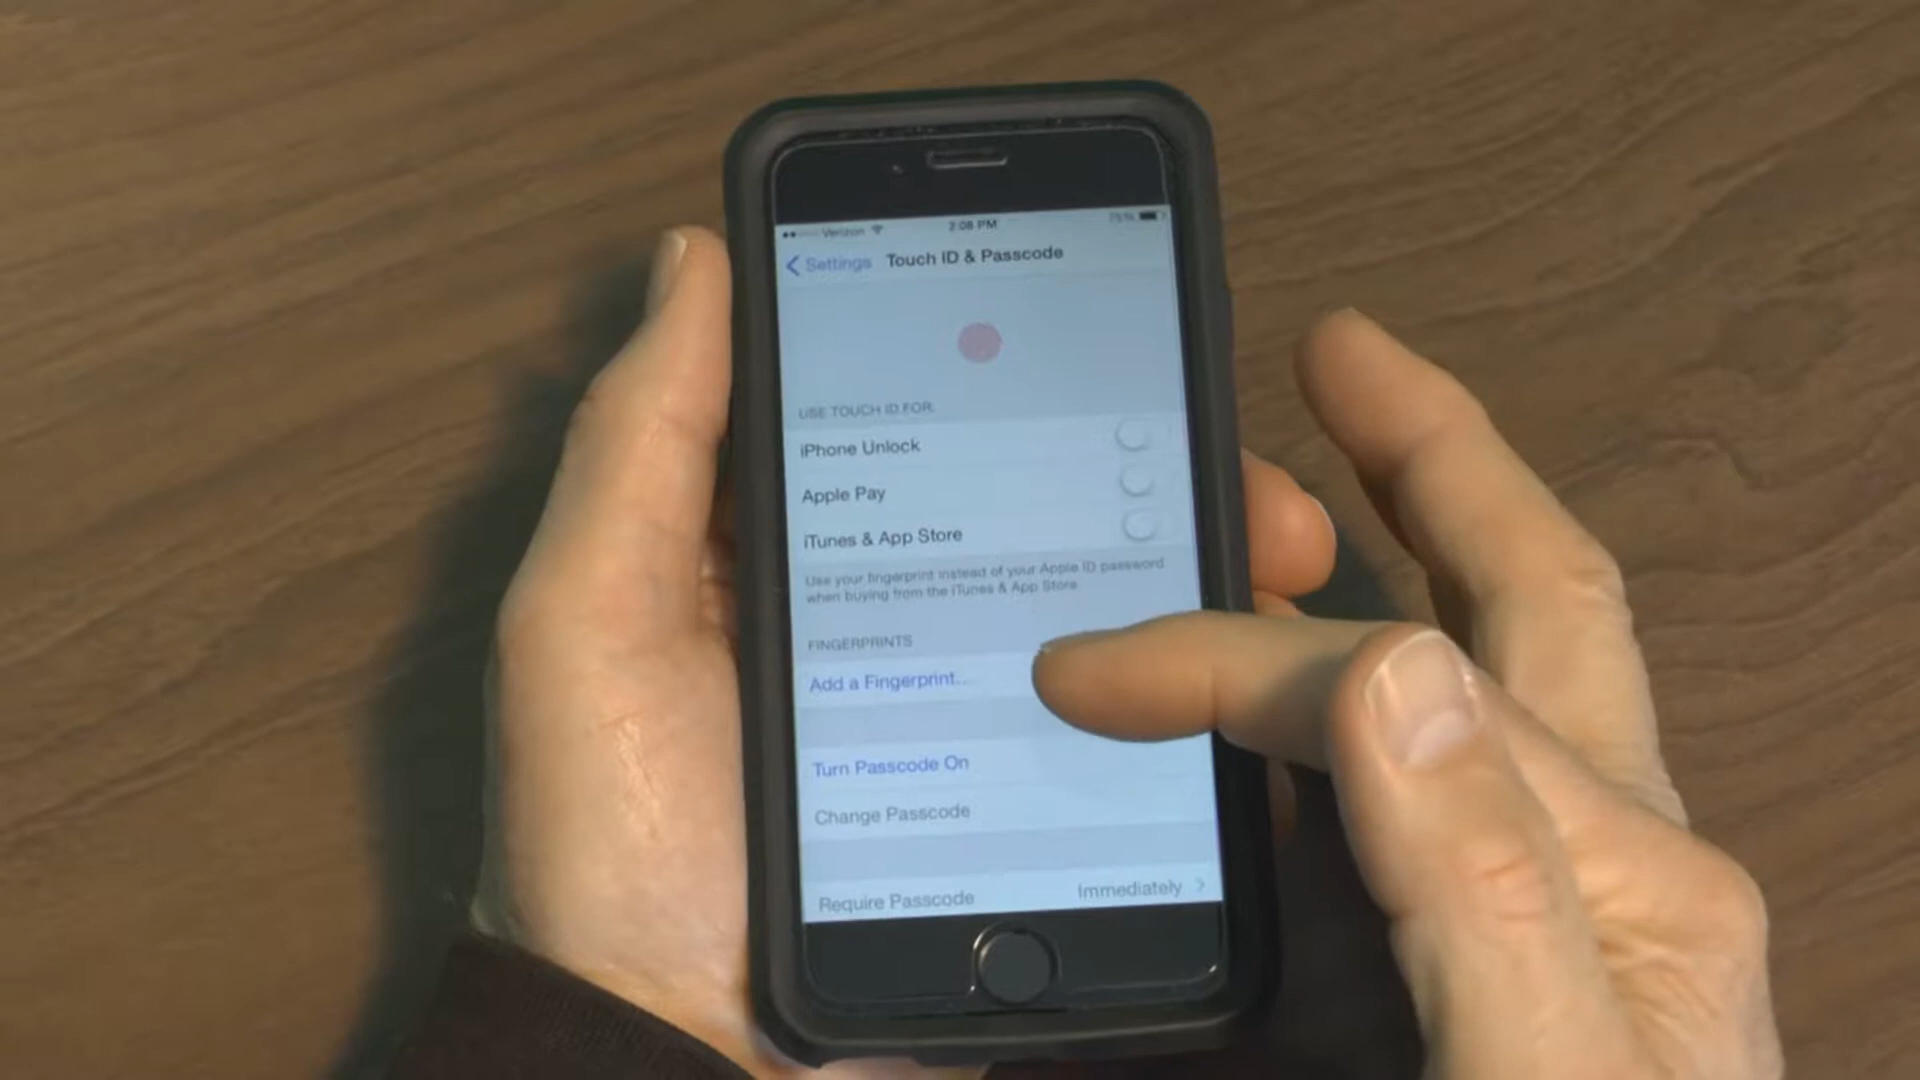 Verizon 2:08 PM 75%
Settings Touch ID & Passcode
USE TOUCH ID FOR:
iPhone Unlock
Apple Pay
iTunes & App Store
Use your fingerprint instead of your Apple ID password
when buying from the iTunes & App Store.
FINGERPRINTS
Add a Fingerprint...
Turn Passcode On
Change Passcode
Require Passcode Immediately